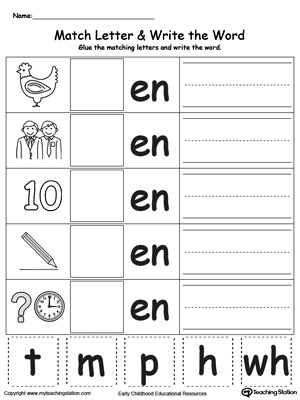 Name:
Match Letter & Write the Word
Glue the matching letters and write the word.
en
en
10 en
en
? en
t m p h wh
Copyright www.myteachingstation.com Early Childhood Educational Resources TeachingStation